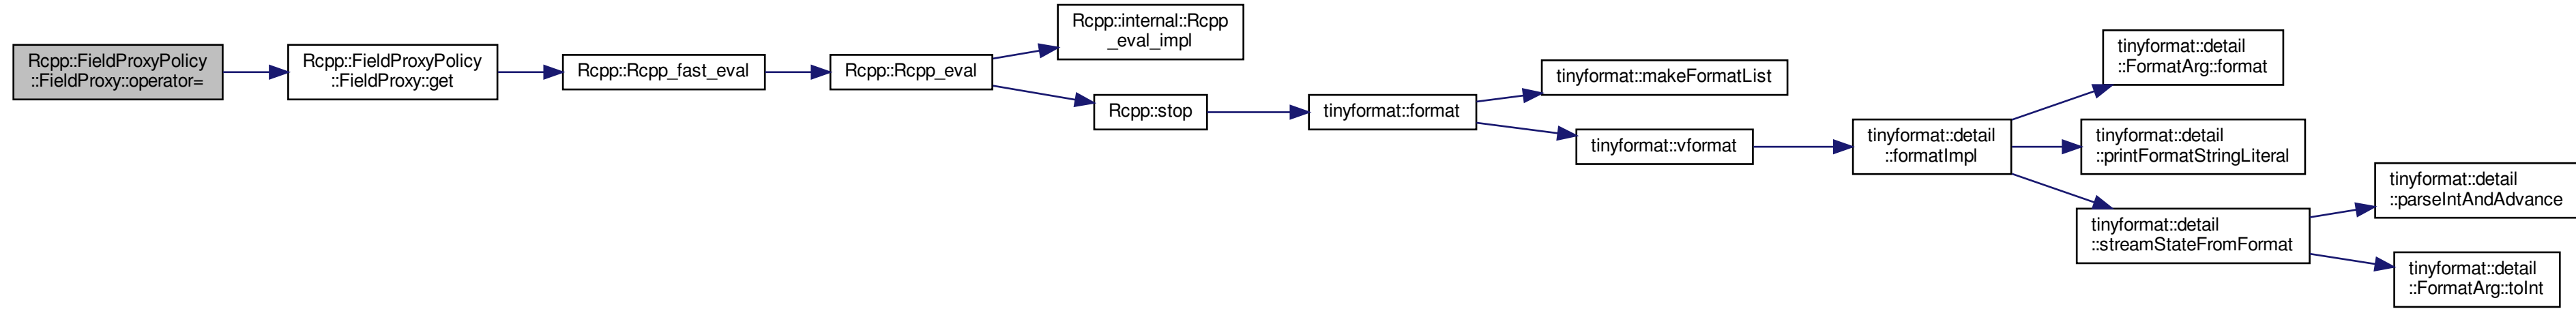 Rcpp::FieldProxyPolicy
::FieldProxy::operator=
Rcpp::FieldProxyPolicy
::FieldProxy::get
Rcpp::Rcpp_fast_eval
Rcpp::Rcpp_eval
Rcpp::internal::Rcpp
_eval_impl
Rcpp::stop
tinyformat::format
tinyformat::makeFormatList
tinyformat::vformat
tinyformat::detail
::formatImpl
tinyformat::detail
::FormatArg::format
tinyformat::detail
::printFormatStringLiteral
tinyformat::detail
::streamStateFromFormat
tinyformat::detail
::parseIntAndAdvance
tinyformat::detail
::FormatArg::toInt